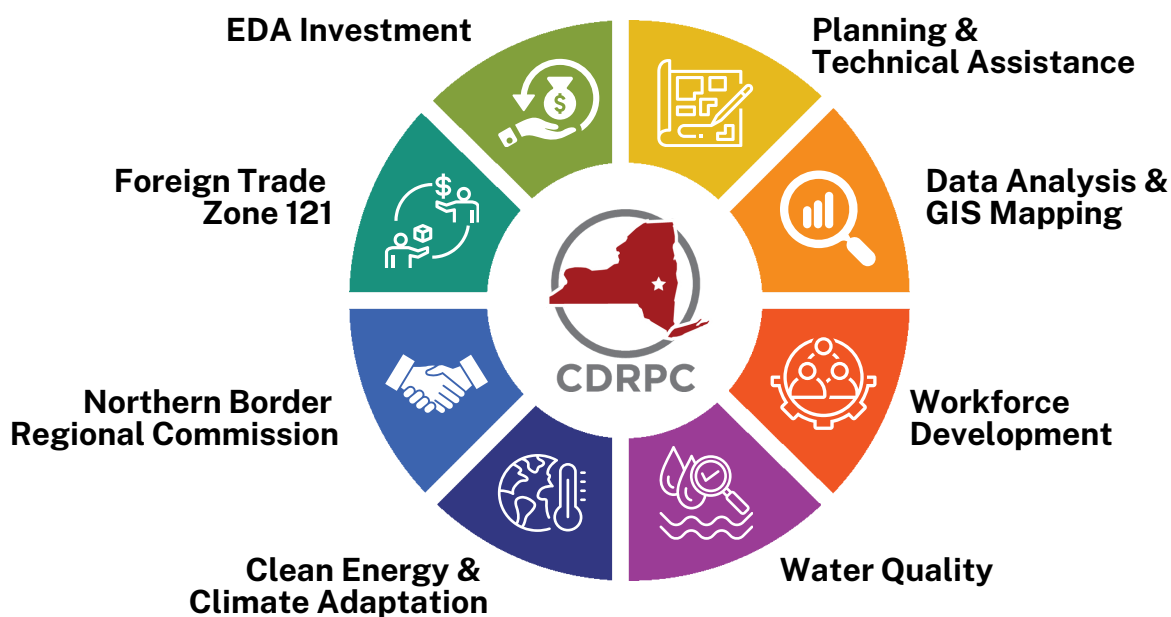 EDA Investment
Planning &
Technical Assistance
Foreign Trade
Zone 121
Data Analysis &
GIS Mapping
$
$
CDRPC
Northern Border
Regional Commission
Workforce
Development
Clean Energy &
Climate Adaptation
Water Quality